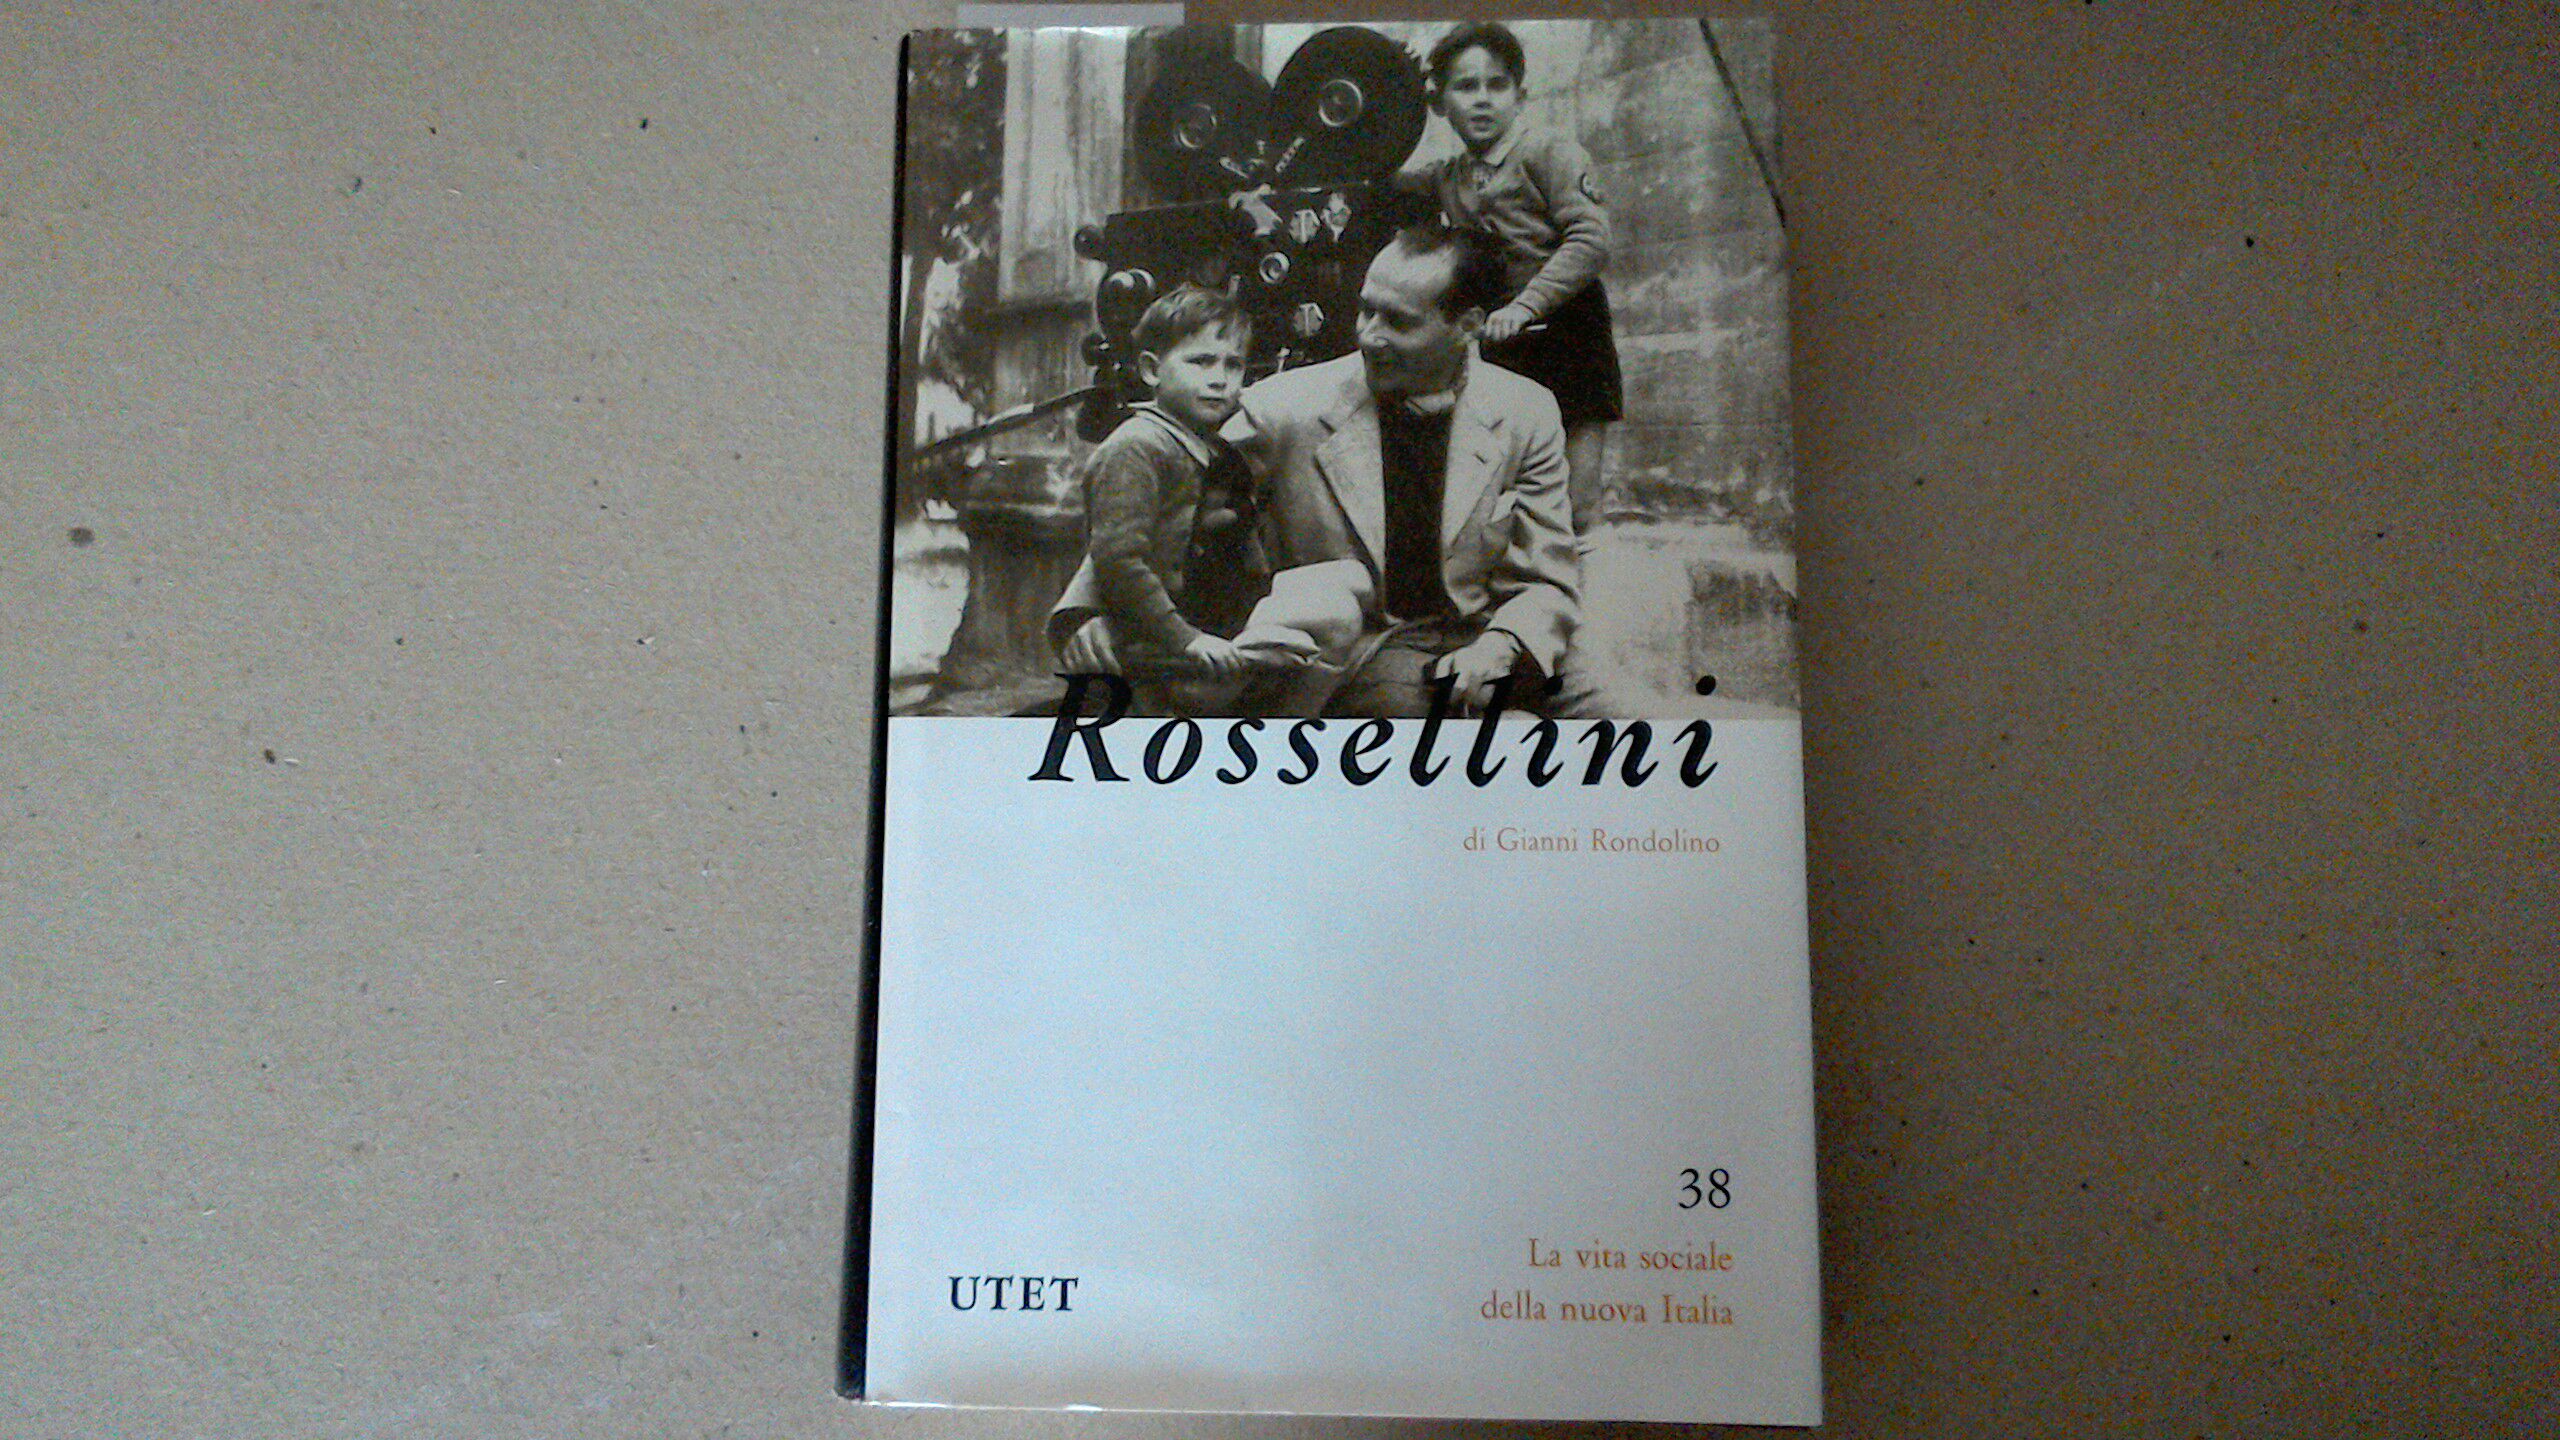 Rossellini
di Gianni Rondolino
38
La vita sociale
della nuova Italia
UTET